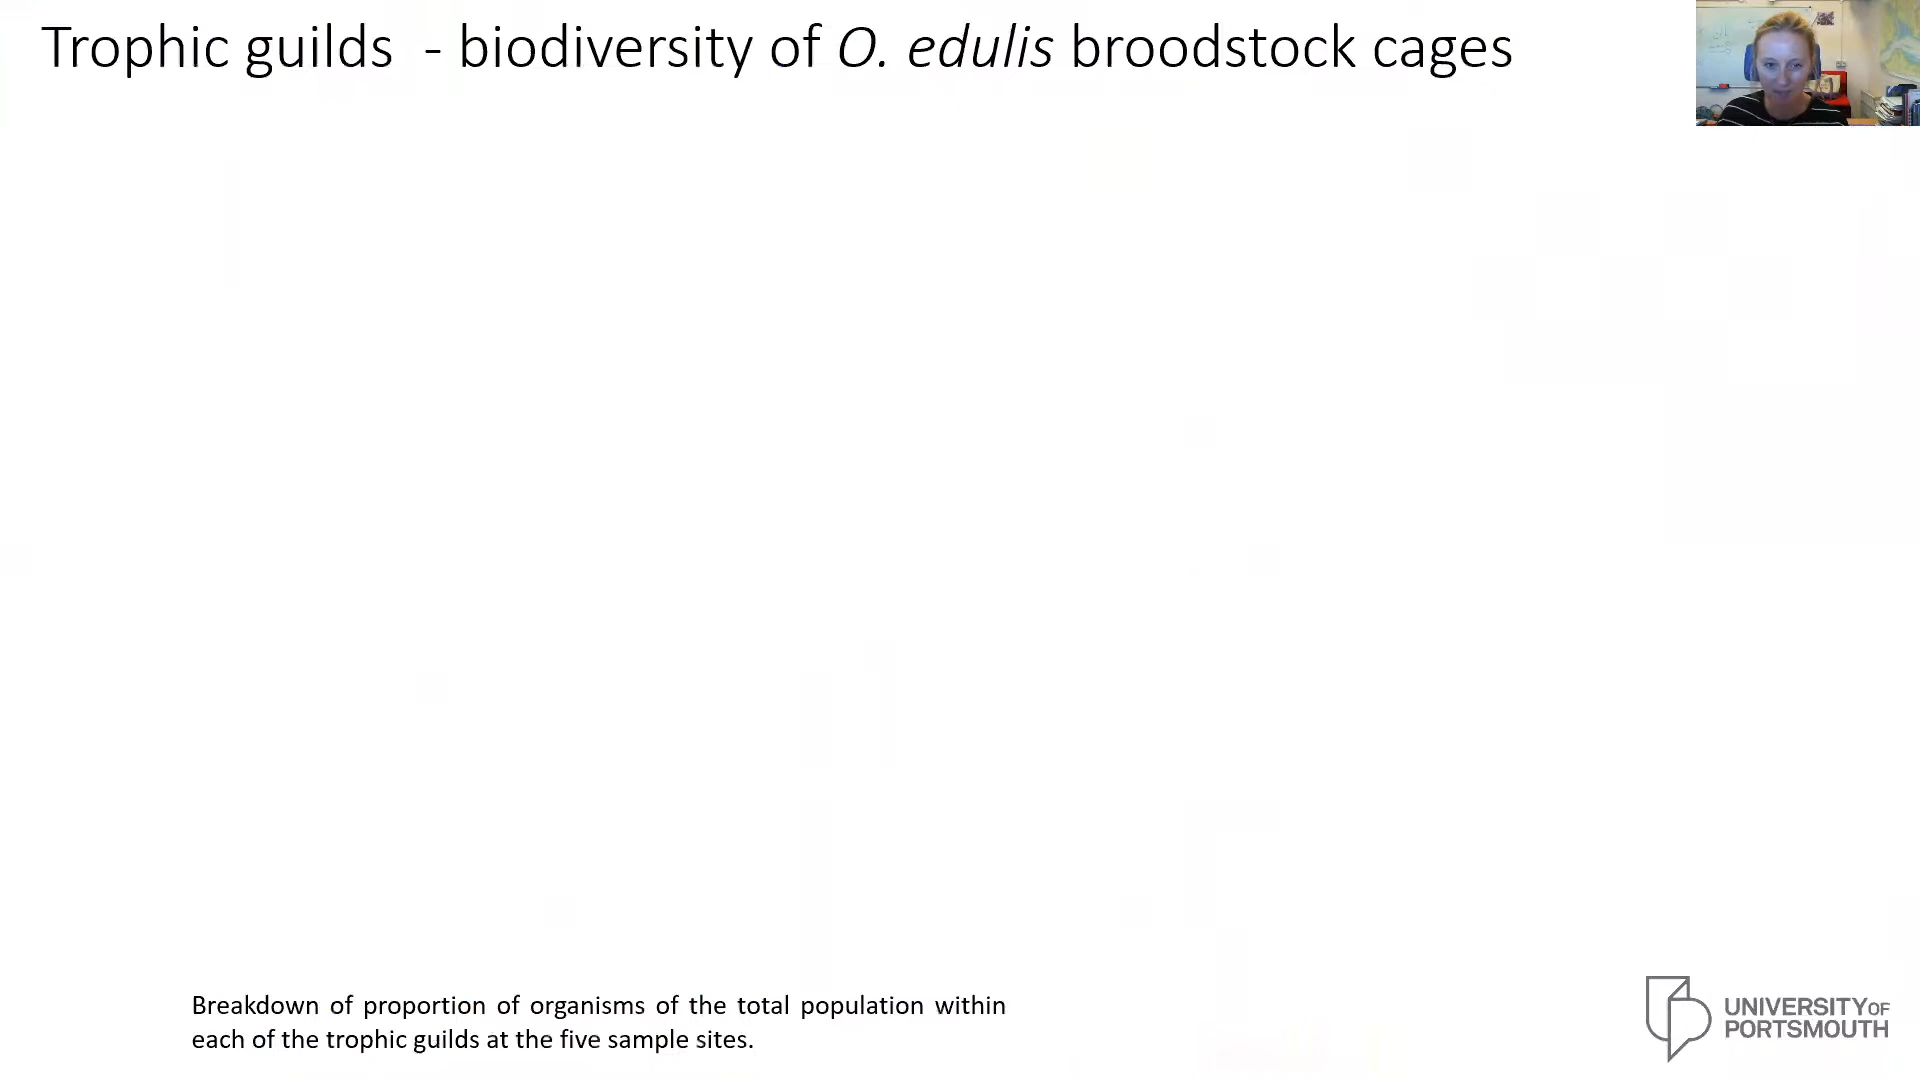 Trophic guilds - biodiversity of O. edulis broodstock cages
Breakdown of proportion of organisms of the total population within
each of the trophic guilds at the five sample sites.
UNIVERSITY OF
PORTSMOUTH